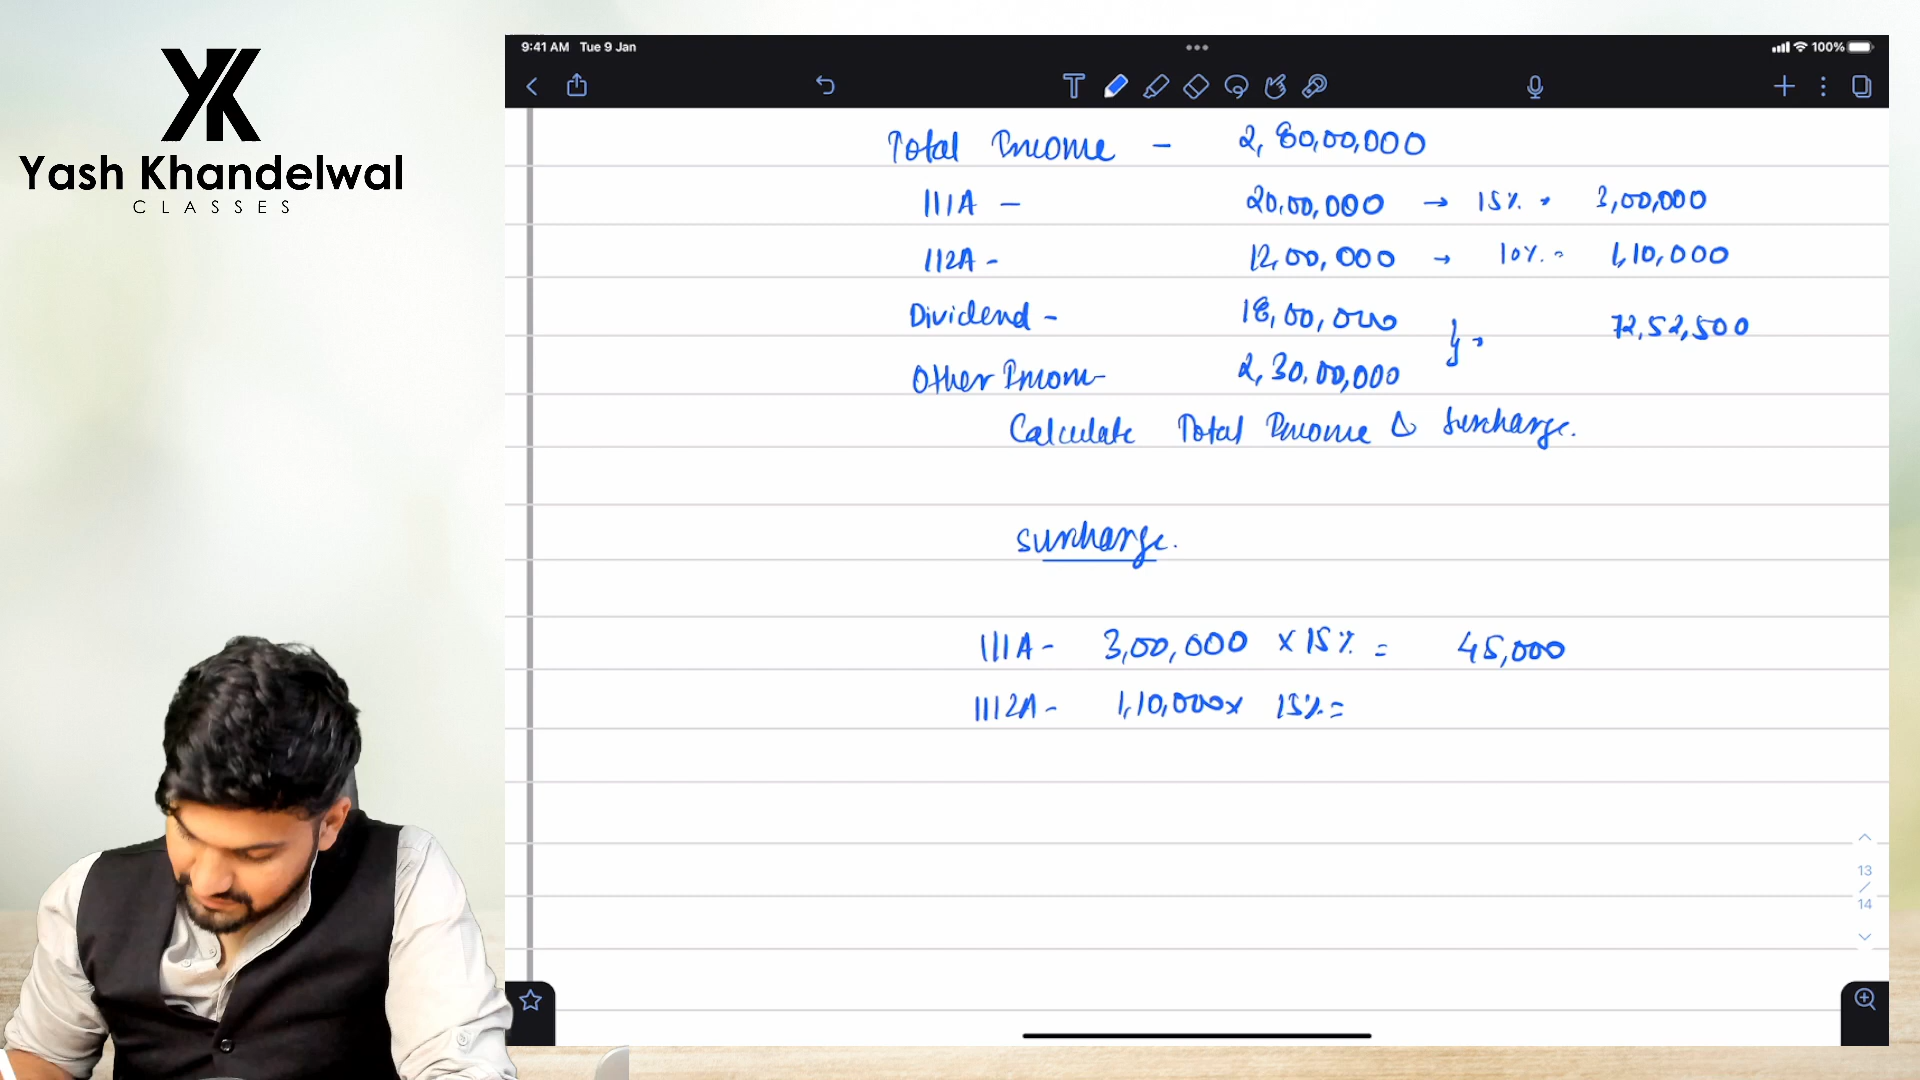 YK
Yash Khandelwal
CLASSES
9:41 AM Tue 9 Jan
100%
Total Income - 2,80,00,000
111A - 20,00,000 → 15% = 3,00,000
112A - 12,00,000 → 10% = 1,10,000
Dividend - 18,00,000
} = 72,52,500
Other Income - 2,30,00,000
Calculate Total Income & Surcharge.
Surcharge.
111A - 3,00,000 × 15% = 45,000
1112A - 1,10,000 × 15% =
13
/
14